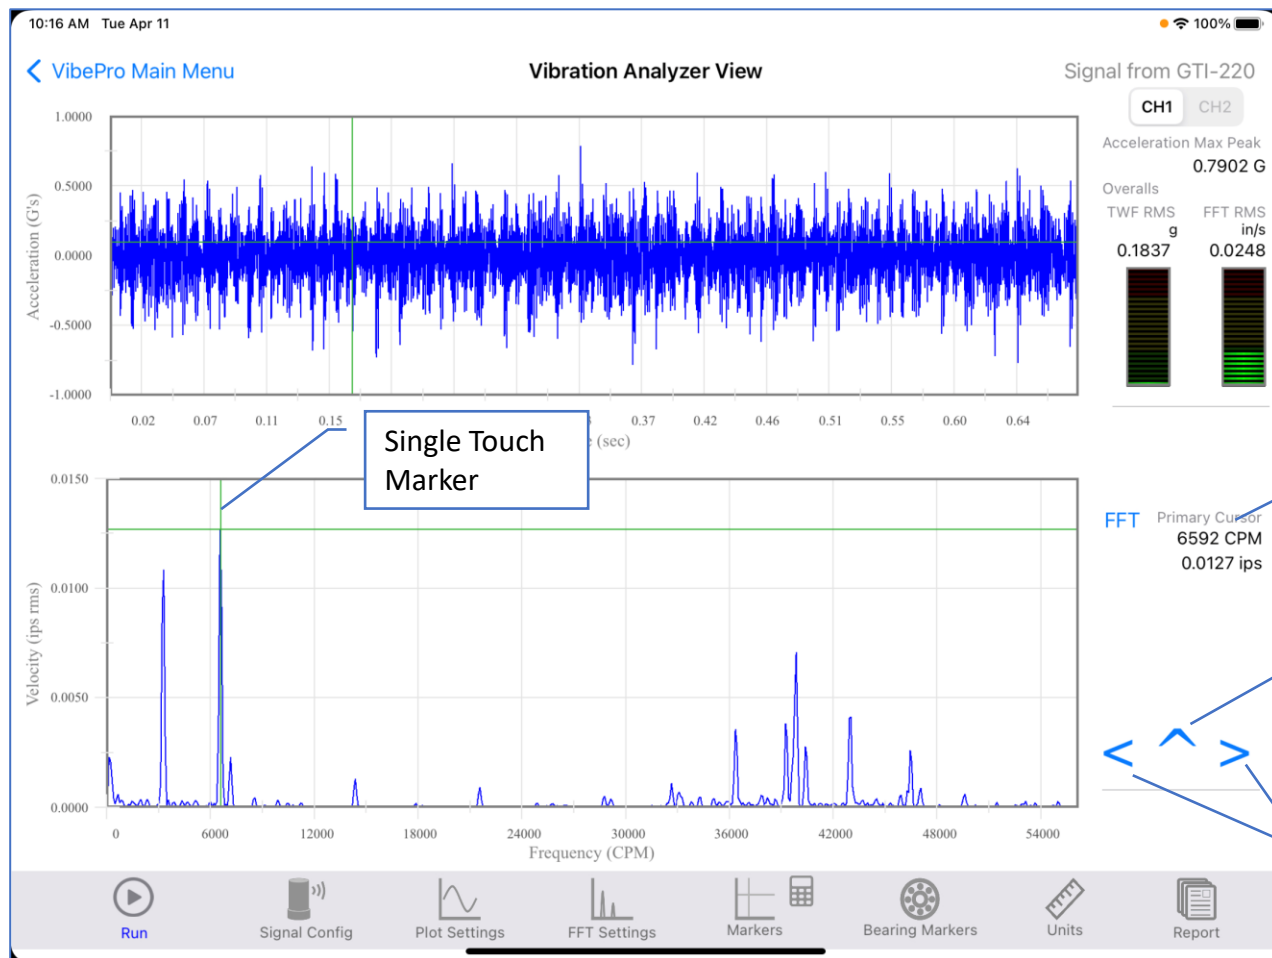 10:16 AM Tue Apr 11
100%
VibePro Main Menu
Vibration Analyzer View
Signal from GTI-220
CH1 CH2
Acceleration Max Peak
0.7902 G
Overalls
TWF RMS FFT RMS
g in/s
0.1837 0.0248
1.0000
0.5000
0.0000
-0.5000
-1.0000
Acceleration (G's)
0.02 0.07 0.11 0.15 0.37 0.42 0.46 0.51 0.55 0.60 0.64
(sec)
Single Touch
Marker
0.0150
0.0100
0.0050
0.0000
Velocity (ips rms)
FFT Primary Cursor
6592 CPM
0.0127 ips
< ^ >
0 6000 12000 18000 24000 30000 36000 42000 48000 54000
Frequency (CPM)
Run Signal Config Plot Settings FFT Settings Markers Bearing Markers Units Report